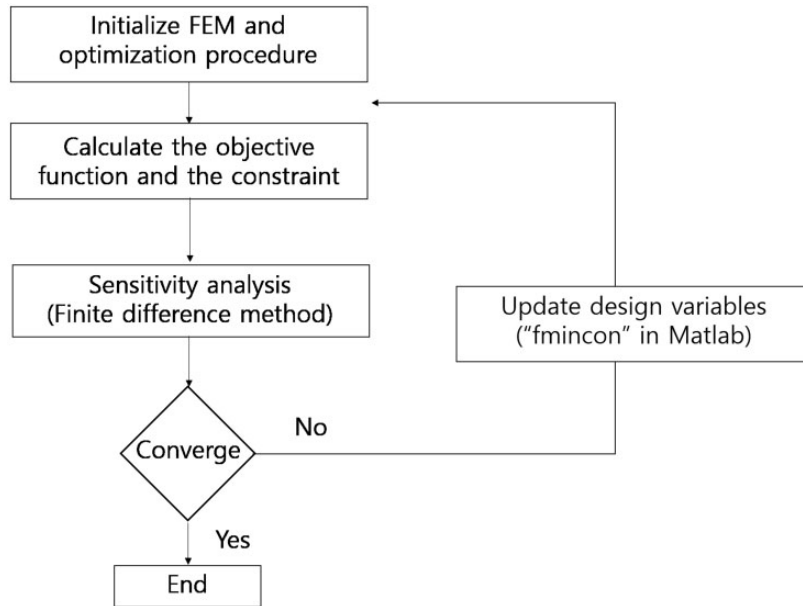 Initialize FEM and
optimization procedure
Calculate the objective
function and the constraint
Sensitivity analysis
(Finite difference method)
Update design variables
(“fmincon” in Matlab)
Converge
No
Yes
End